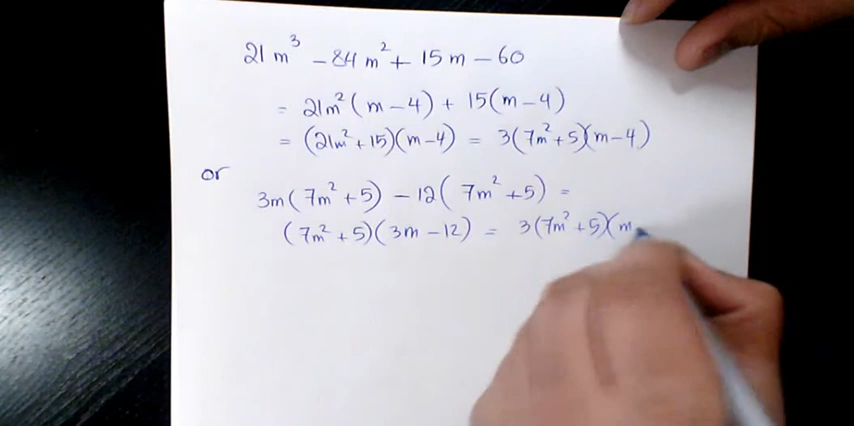 21m³ - 84m² + 15m - 60
= 21m²(m - 4) + 15(m - 4)
= (21m² + 15)(m - 4) = 3(7m² + 5)(m - 4)
or
3m(7m² + 5) - 12(7m² + 5) =
(7m² + 5)(3m - 12) = 3(7m² + 5)(m